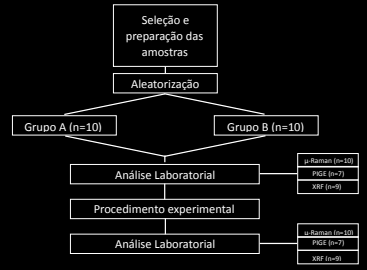 Seleção e
preparação das
amostras
Aleatorização
Grupo A (n=10)
Grupo B (n=10)
Análise Laboratorial
µ-Raman (n=10)
PIGE (n=7)
XRF (n=9)
Procedimento experimental
Análise Laboratorial
µ-Raman (n=10)
PIGE (n=7)
XRF (n=9)